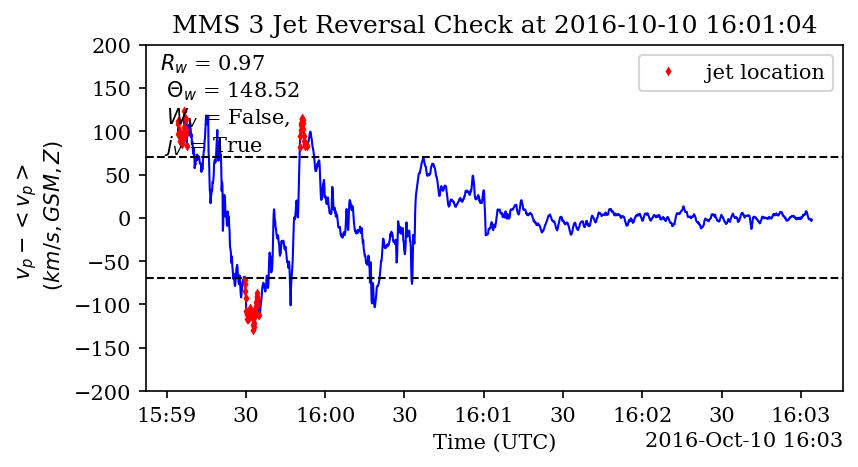 MMS 3 Jet Reversal Check at 2016-10-10 16:01:04
R_w = 0.97
Θ_w = 148.52
W_v = False,
j_v = True
jet location
v_p − < v_p >
(km/s, GSM, Z)
200
150
100
50
0
−50
−100
−150
−200
15:59 30 16:00 30 16:01 30 16:02 30 16:03
Time (UTC)
2016-Oct-10 16:03